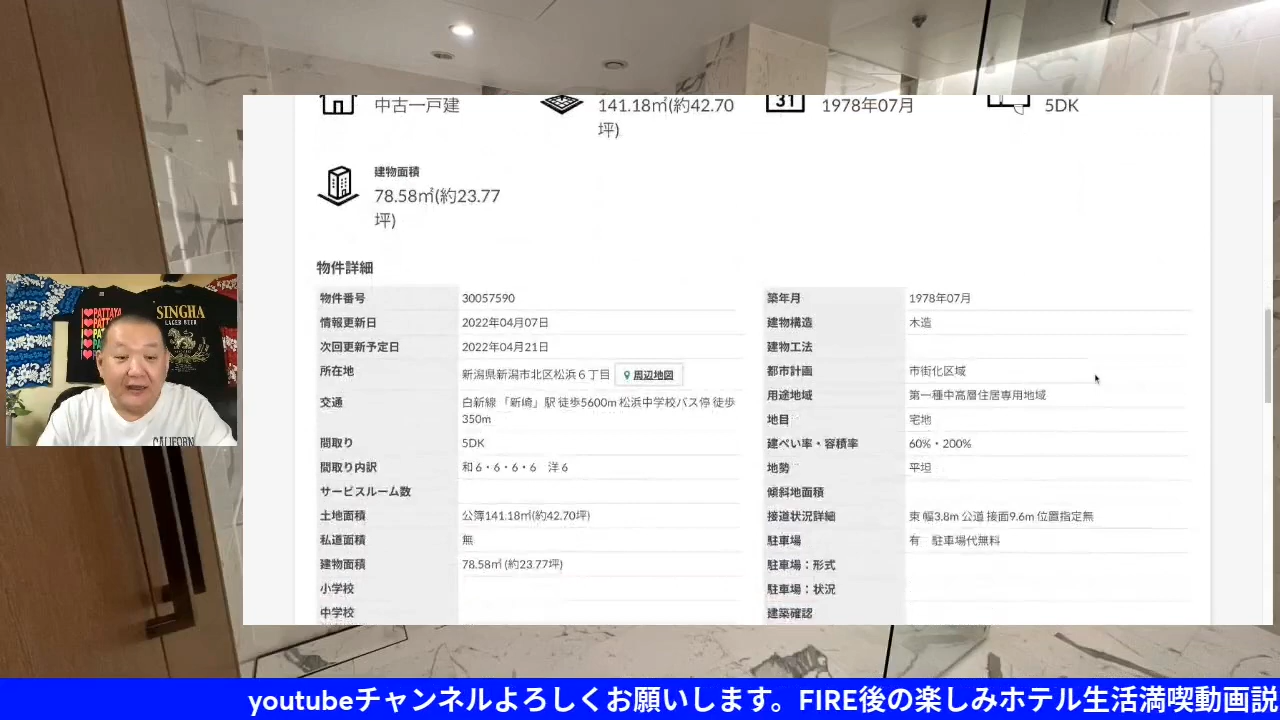 中古一戸建
141.18㎡(約42.70
坪)
31
1978年07月
5DK
建物面積
78.58㎡(約23.77
坪)
物件詳細
物件番号 30057590
情報更新日 2022年04月07日
次回更新予定日 2022年04月21日
所在地 新潟県新潟市北区松浜６丁目 周辺地図
交通 白新線 「新崎」駅 徒歩5600m 松浜中学校バス停 徒歩
350m
間取り 5DK
間取り内訳 和６・６・６・６　洋６
サービスルーム数
土地面積 公簿141.18㎡(約42.70坪)
私道面積 無
建物面積 78.58㎡ (約23.77坪)
小学校
中学校
築年月 1978年07月
建物構造 木造
建物工法
都市計画 市街化区域
用途地域 第一種中高層住居専用地域
地目 宅地
建ぺい率・容積率 60%・200%
地勢 平坦
傾斜地面積
接道状況詳細 東 幅3.8m 公道 接面9.6m 位置指定無
駐車場 有　駐車場代無料
駐車場：形式
駐車場：状況
建築確認
PATTAYA
SINGHA
LAGER BEER
CALIFORN
youtubeチャンネルよろしくお願いします。FIRE後の楽しみホテル生活満喫動画説